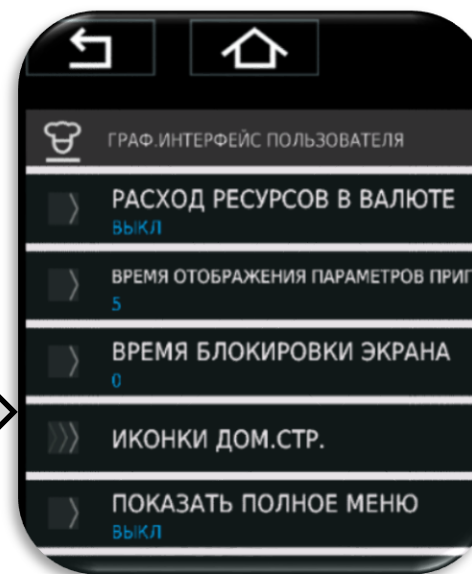 ГРАФ.ИНТЕРФЕЙС ПОЛЬЗОВАТЕЛЯ
РАСХОД РЕСУРСОВ В ВАЛЮТЕ
ВЫКЛ
ВРЕМЯ ОТОБРАЖЕНИЯ ПАРАМЕТРОВ ПРИГ
5
ВРЕМЯ БЛОКИРОВКИ ЭКРАНА
0
ИКОНКИ ДОМ.СТР.
ПОКАЗАТЬ ПОЛНОЕ МЕНЮ
ВЫКЛ